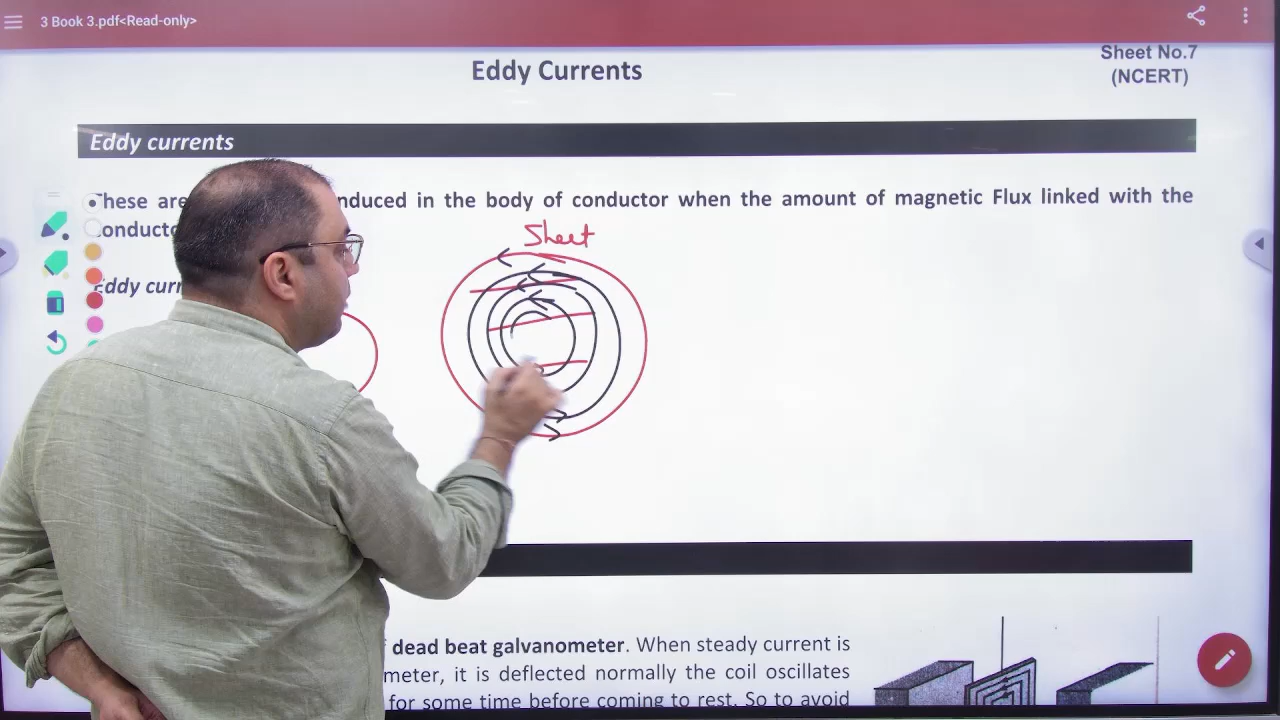 3 Book 3.pdf<Read-only>
Eddy Currents
Sheet No.7
(NCERT)
Eddy currents
These are nduced in the body of conductor when the amount of magnetic Flux linked with the
conducto
Sheet
Eddy curr
dead beat galvanometer. When steady current is
meter, it is deflected normally the coil oscillates
for some time before coming to rest. So to avoid